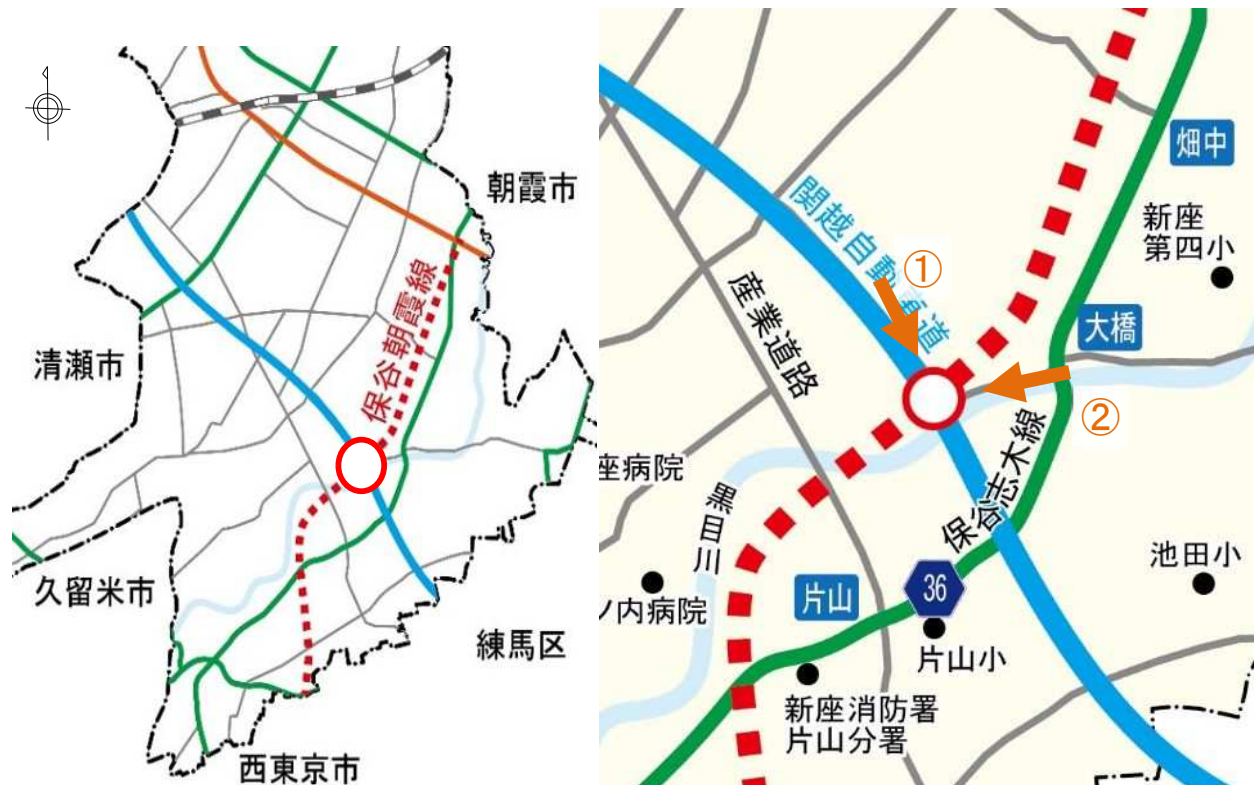 朝霞市
保谷朝霞線
清瀬市
久留米市
練馬区
西東京市
畑中
新座
第四小
関越自動車道
①
産業道路
大橋
②
保谷志木線
座病院
黒目川
池田小
ノ内病院
片山
36
片山小
新座消防署
片山分署